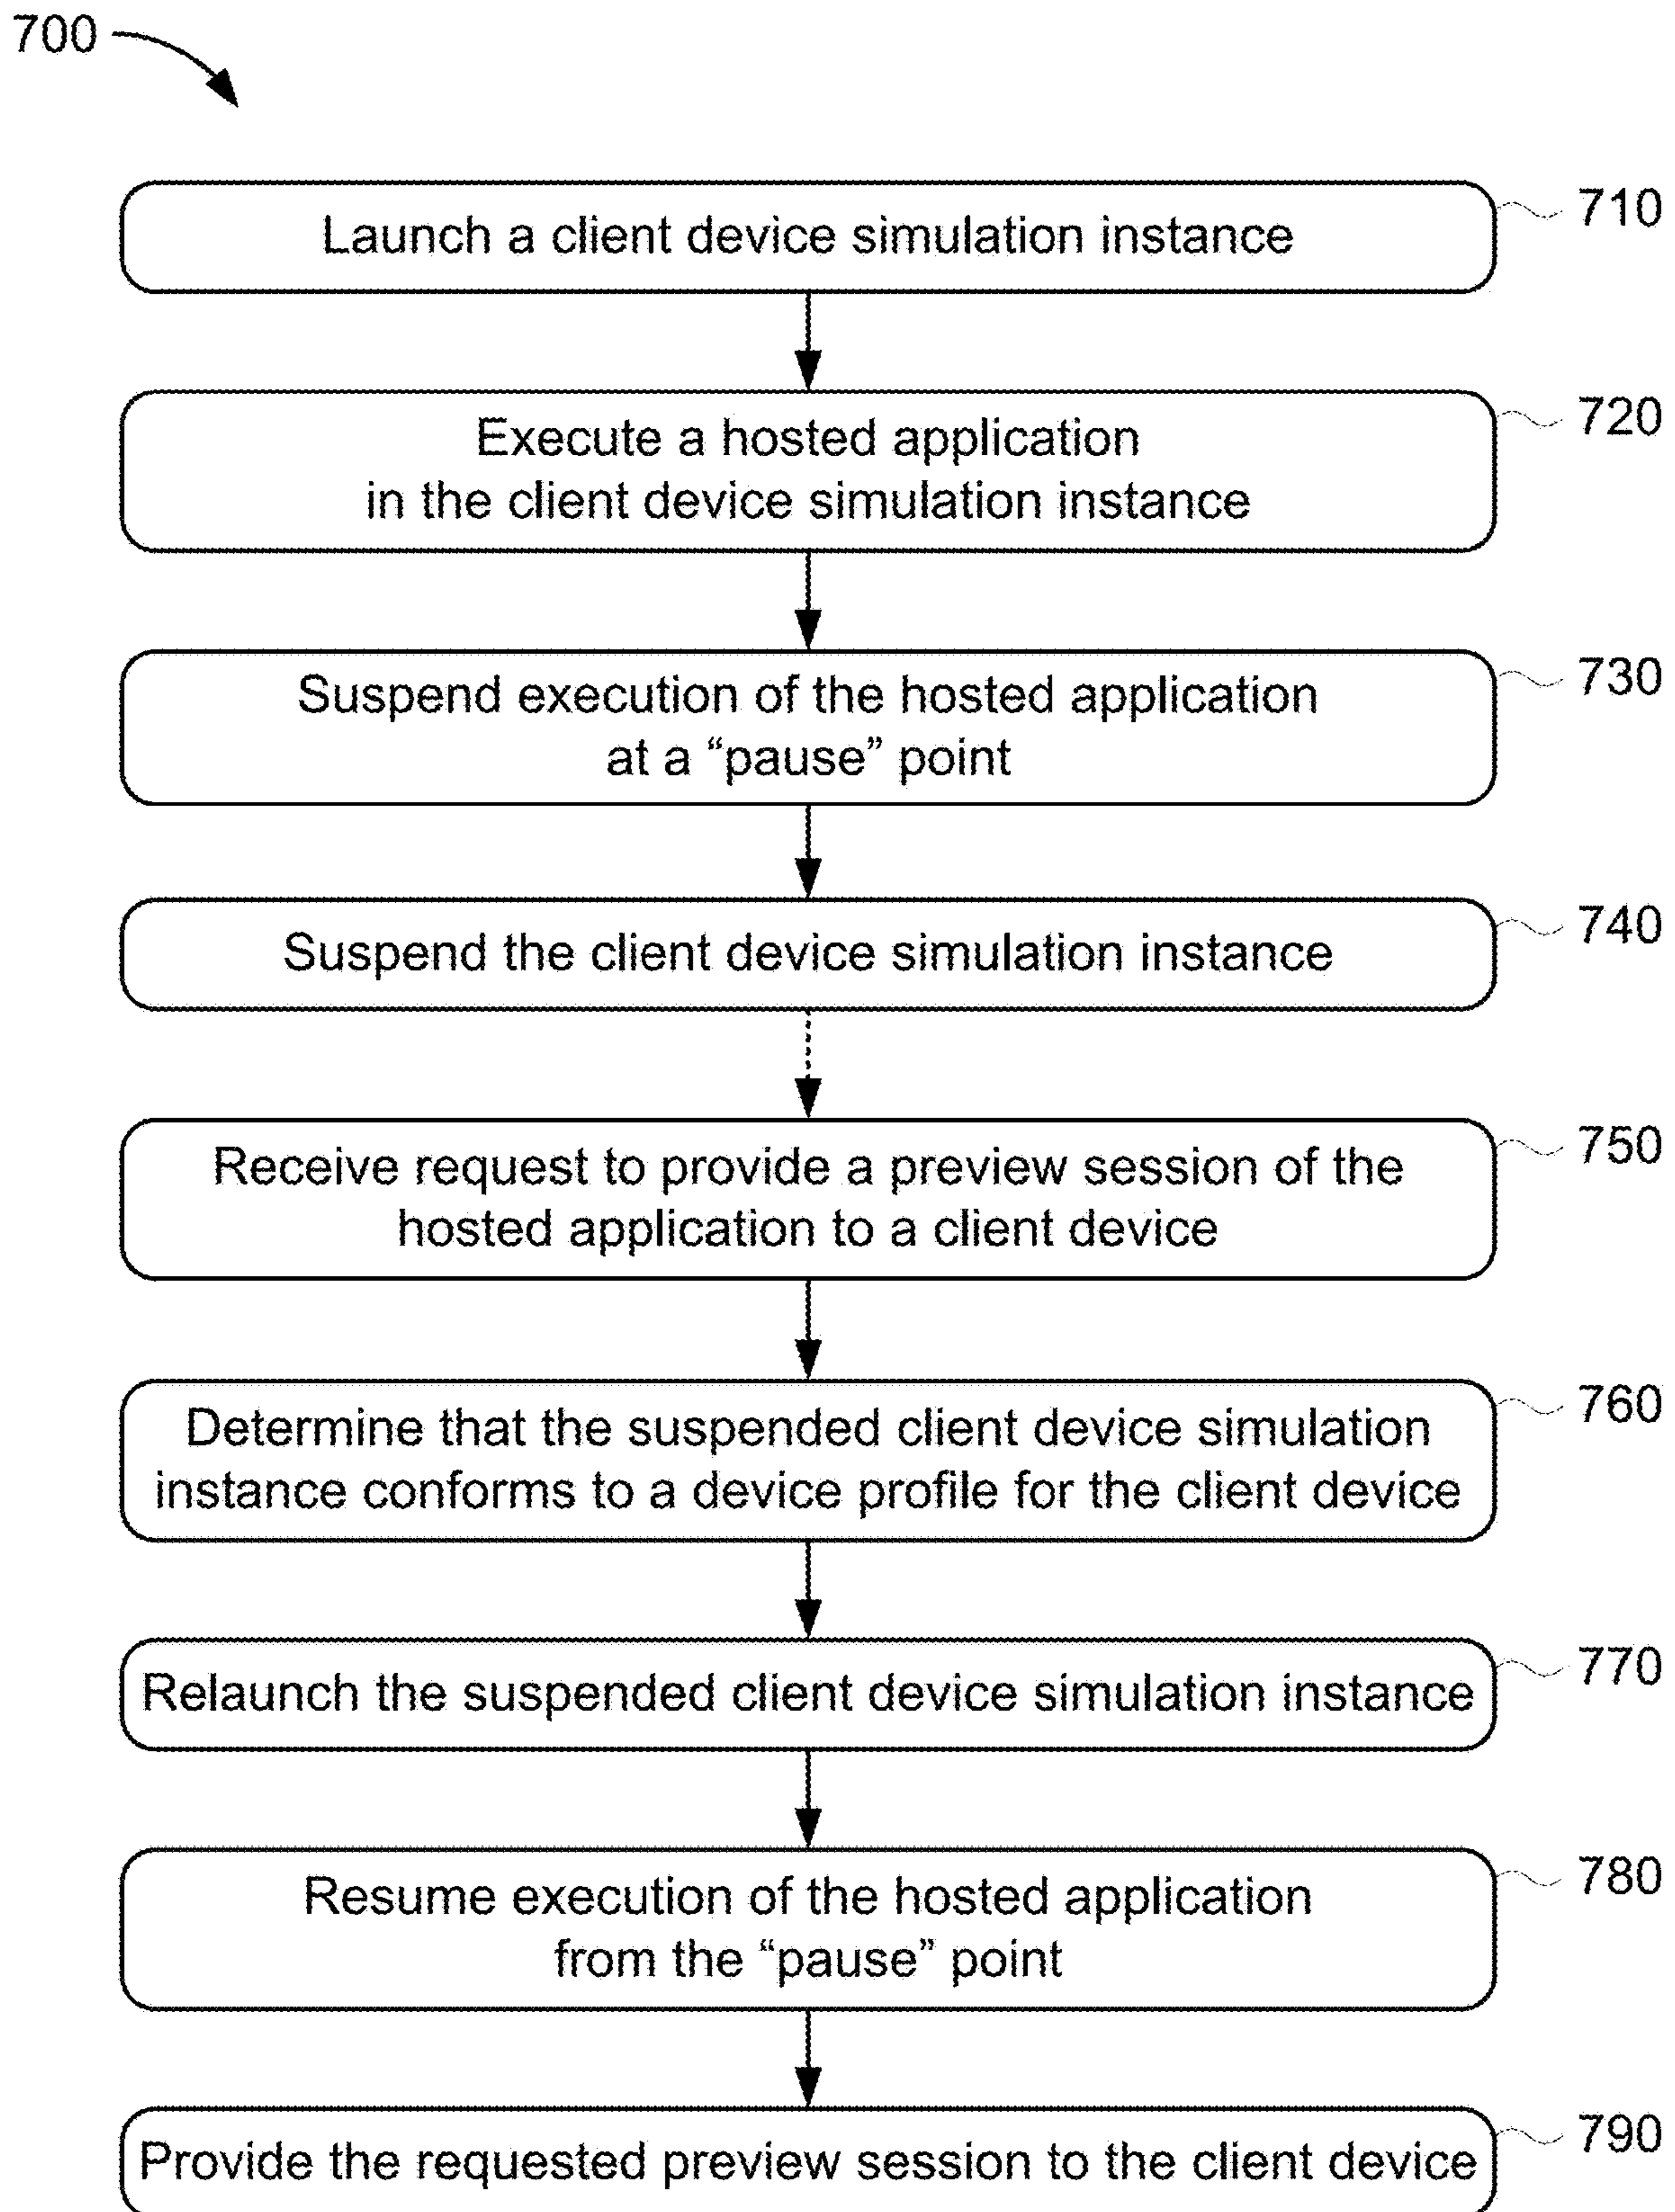 700
Launch a client device simulation instance
710
Execute a hosted application
in the client device simulation instance
720
Suspend execution of the hosted application
at a “pause” point
730
Suspend the client device simulation instance
740
Receive request to provide a preview session of the
hosted application to a client device
750
Determine that the suspended client device simulation
instance conforms to a device profile for the client device
760
Relaunch the suspended client device simulation instance
770
Resume execution of the hosted application
from the “pause” point
780
Provide the requested preview session to the client device
790